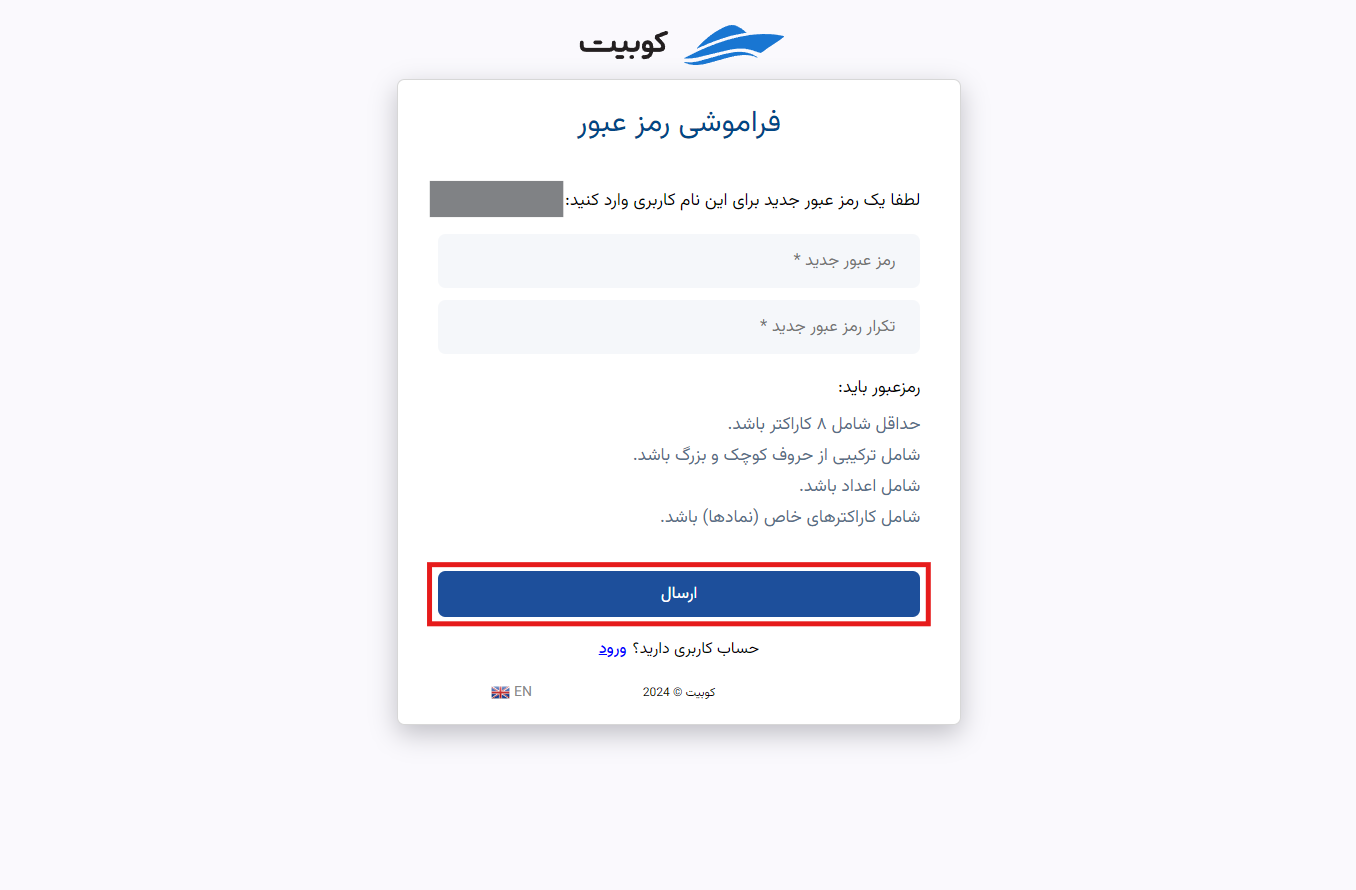 کوبیت
فراموشی رمز عبور
لطفا یک رمز عبور جدید برای این نام کاربری وارد کنید:
رمز عبور جدید *
تکرار رمز عبور جدید *
رمزعبور باید:
حداقل شامل ۸ کاراکتر باشد.
شامل ترکیبی از حروف کوچک و بزرگ باشد.
شامل اعداد باشد.
شامل کاراکترهای خاص (نمادها) باشد.
ارسال
حساب کاربری دارید؟ ورود
کوبیت © 2024
EN